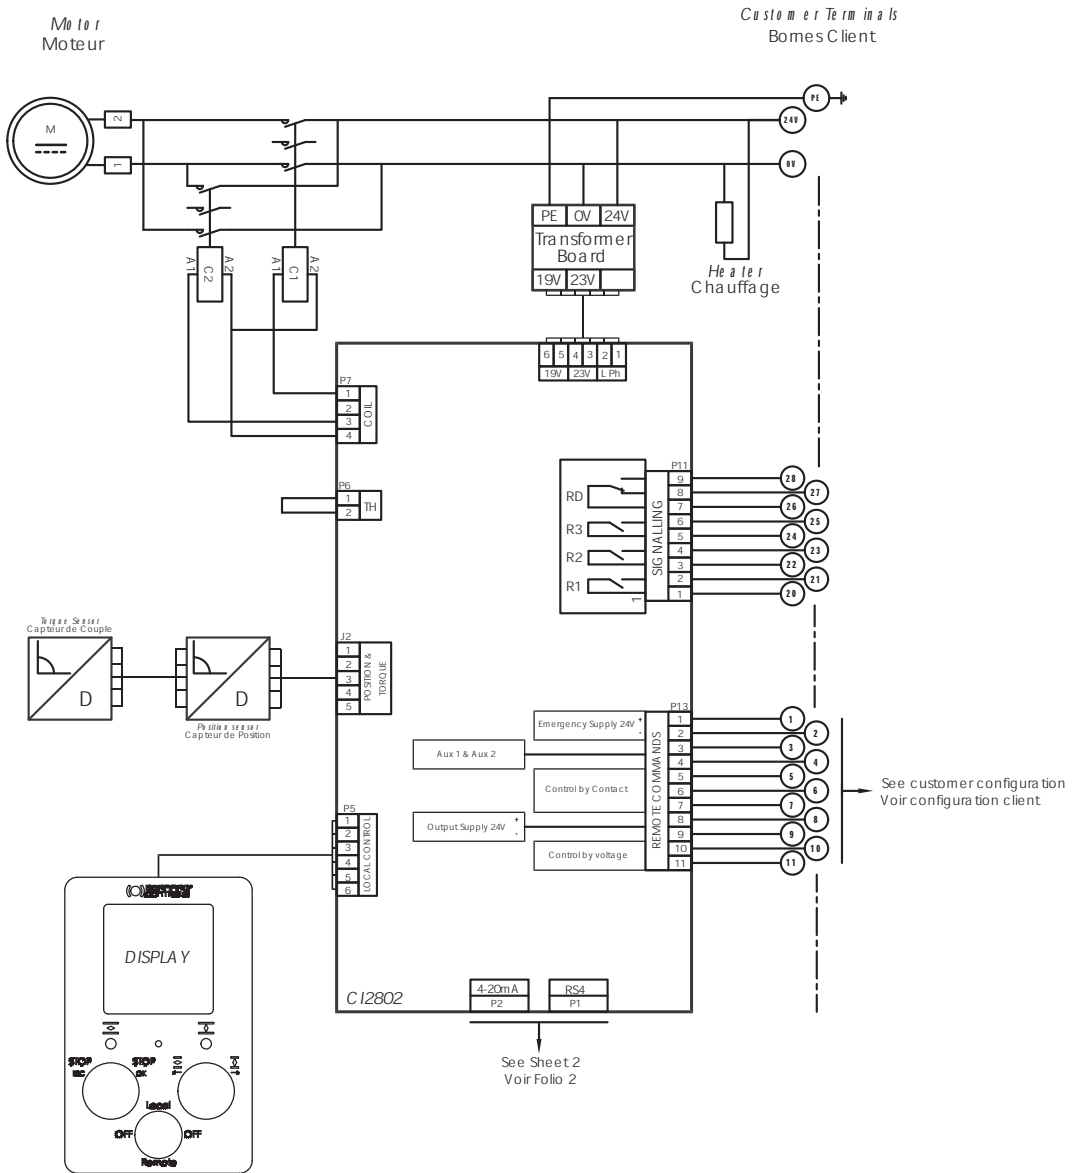 Motor
Moteur
Customer Terminals
Bornes Client
M
2
1
PE
24V
0V
PE 0V 24V
Transformer
Board
19V 23V
Heater
Chauffage
A1 C2 A2
A1 C1 A2
6 5 4 3 2 1
19V 23V L Ph
P7
1
2
3
4
COIL
P6
1
2
TH
RD
R3
R2
R1
1
SIGNALLING
P11
9
8
7
6
5
4
3
2
1
28
27
26
25
24
23
22
21
20
Torque Sensor
Capteur de Couple
D
Position sensor
Capteur de Position
D
J2
1
2
3
4
5
POSITION &
TORQUE
P13
1
2
3
4
5
6
7
8
9
10
11
REMOTE COMMANDS
Emergency Supply 24V + -
Aux 1 & Aux 2
Control by Contact
Output Supply 24V + -
Control by voltage
1
2
3
4
5
6
7
8
9
10
11
See customer configuration
Voir configuration client
P5
1
2
3
4
5
6
LOCAL CONTROL
DISPLAY
STOP
ESC
STOP
OK
Local
OFF OFF
Remote
CI2802
4-20mA
P2
RS4
P1
See Sheet 2
Voir Folio 2